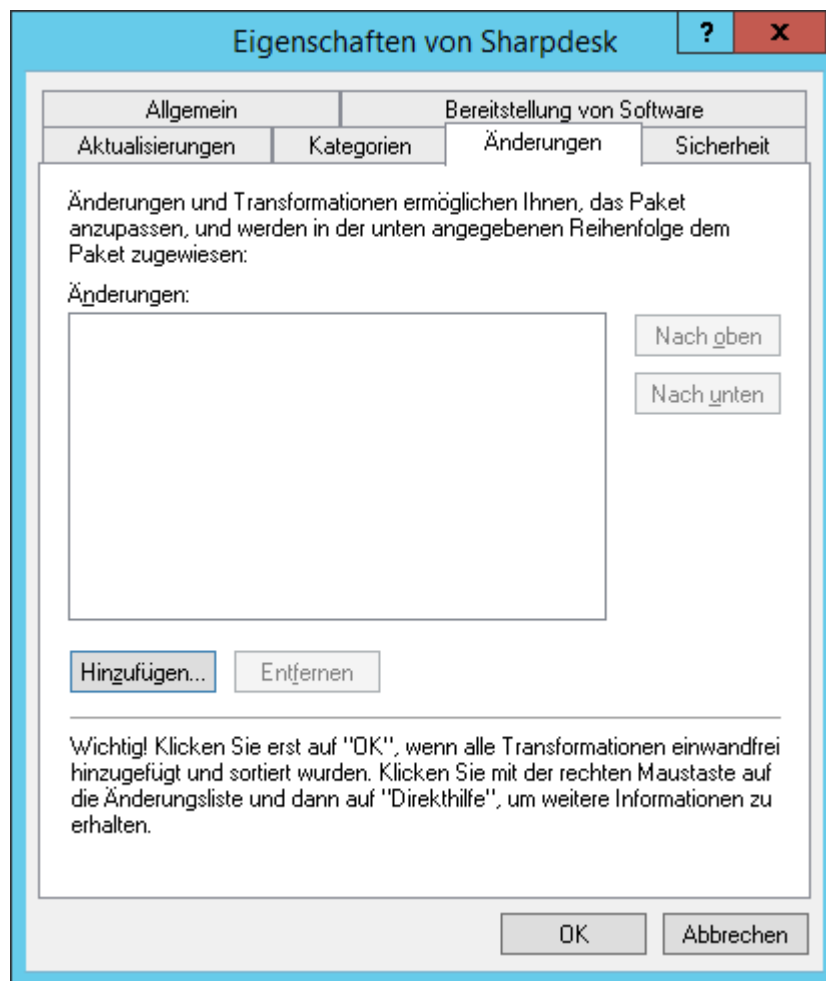 Eigenschaften von Sharpdesk
?
x
Allgemein
Bereitstellung von Software
Aktualisierungen
Kategorien
Änderungen
Sicherheit
Änderungen und Transformationen ermöglichen Ihnen, das Paket
anzupassen, und werden in der unten angegebenen Reihenfolge dem
Paket zugewiesen:
Änderungen:
Nach oben
Nach unten
Hinzufügen...
Entfernen
Wichtig! Klicken Sie erst auf "OK", wenn alle Transformationen einwandfrei
hinzugefügt und sortiert wurden. Klicken Sie mit der rechten Maustaste auf
die Änderungsliste und dann auf "Direkthilfe", um weitere Informationen zu
erhalten.
OK
Abbrechen